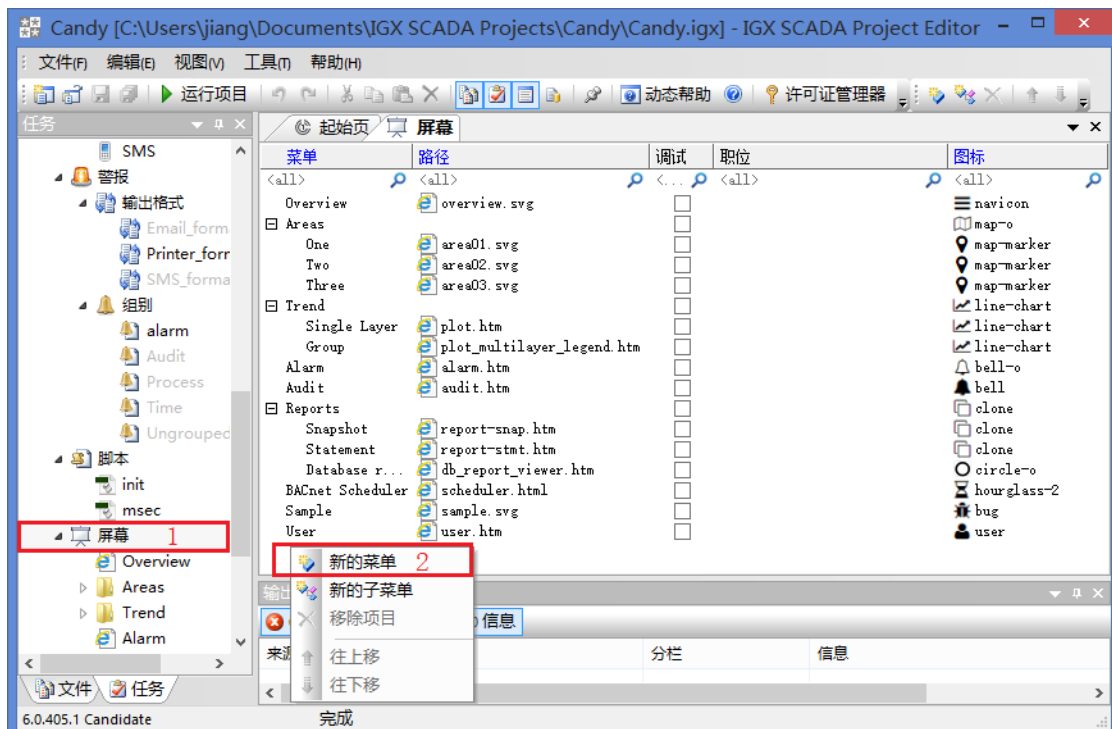 Candy [C:\Users\jiang\Documents\IGX SCADA Projects\Candy\Candy.igx] - IGX SCADA Project Editor
文件(F) 编辑(E) 视图(V) 工具(T) 帮助(H)
运行项目 动态帮助 许可证管理器
任务
SMS
警报
输出格式
Email_form
Printer_forr
SMS_forma
组别
alarm
Audit
Process
Time
Ungrouped
脚本
init
msec
屏幕 1
Overview
Areas
Trend
Alarm
文件 任务
起始页 屏幕
菜单 路径 调试 职位 图标
<all> <all> <... <all> <all>
Overview overview.svg navicon
Areas map-o
One area01.svg map-marker
Two area02.svg map-marker
Three area03.svg map-marker
Trend line-chart
Single Layer plot.htm line-chart
Group plot_multilayer_legend.htm line-chart
Alarm alarm.htm bell-o
Audit audit.htm bell
Reports clone
Snapshot report-snap.htm clone
Statement report-stmt.htm clone
Database r... db_report_viewer.htm circle-o
BACnet Scheduler scheduler.html hourglass-2
Sample sample.svg bug
User user.htm user
新的菜单 2
新的子菜单
移除项目
往上移
往下移
信息
分栏 信息
6.0.405.1 Candidate 完成